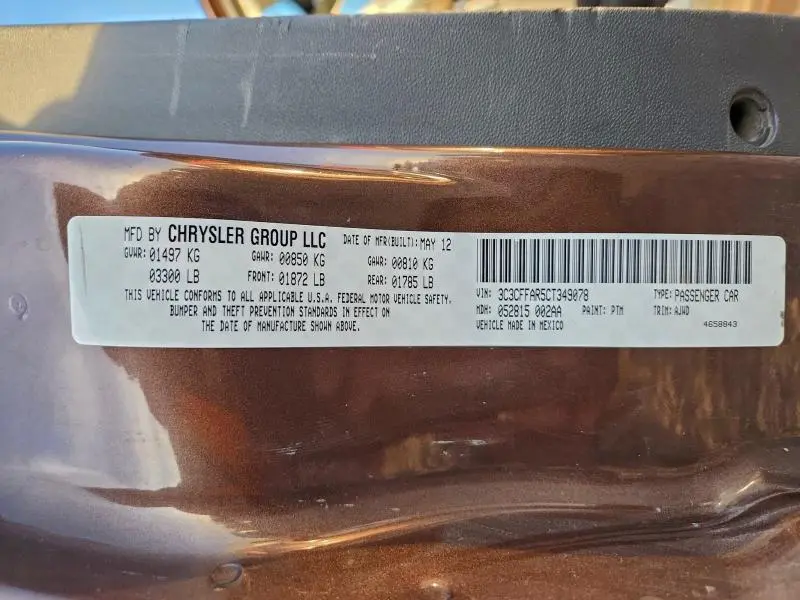 MFD BY CHRYSLER GROUP LLC DATE OF MFR(BUILT): MAY 12
GVWR: 01497 KG GAWR: 00850 KG GAWR: 00810 KG
03300 LB FRONT: 01872 LB REAR: 01785 LB
THIS VEHICLE CONFORMS TO ALL APPLICABLE U.S.A. FEDERAL MOTOR VEHICLE SAFETY,
BUMPER AND THEFT PREVENTION STANDARDS IN EFFECT ON
THE DATE OF MANUFACTURE SHOWN ABOVE.
VIN: 3C3CFFAR5CT349078 TYPE: PASSENGER CAR
MDH: 052815 002AA PAINT: PTM TRIM: AJWD
VEHICLE MADE IN MEXICO 4658843